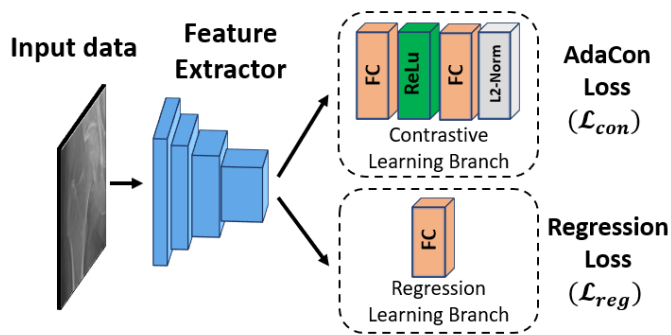 Input data
Feature
Extractor
FC
ReLu
FC
L2-Norm
Contrastive
Learning Branch
AdaCon
Loss
(ℒcon)
FC
Regression
Learning Branch
Regression
Loss
(ℒreg)